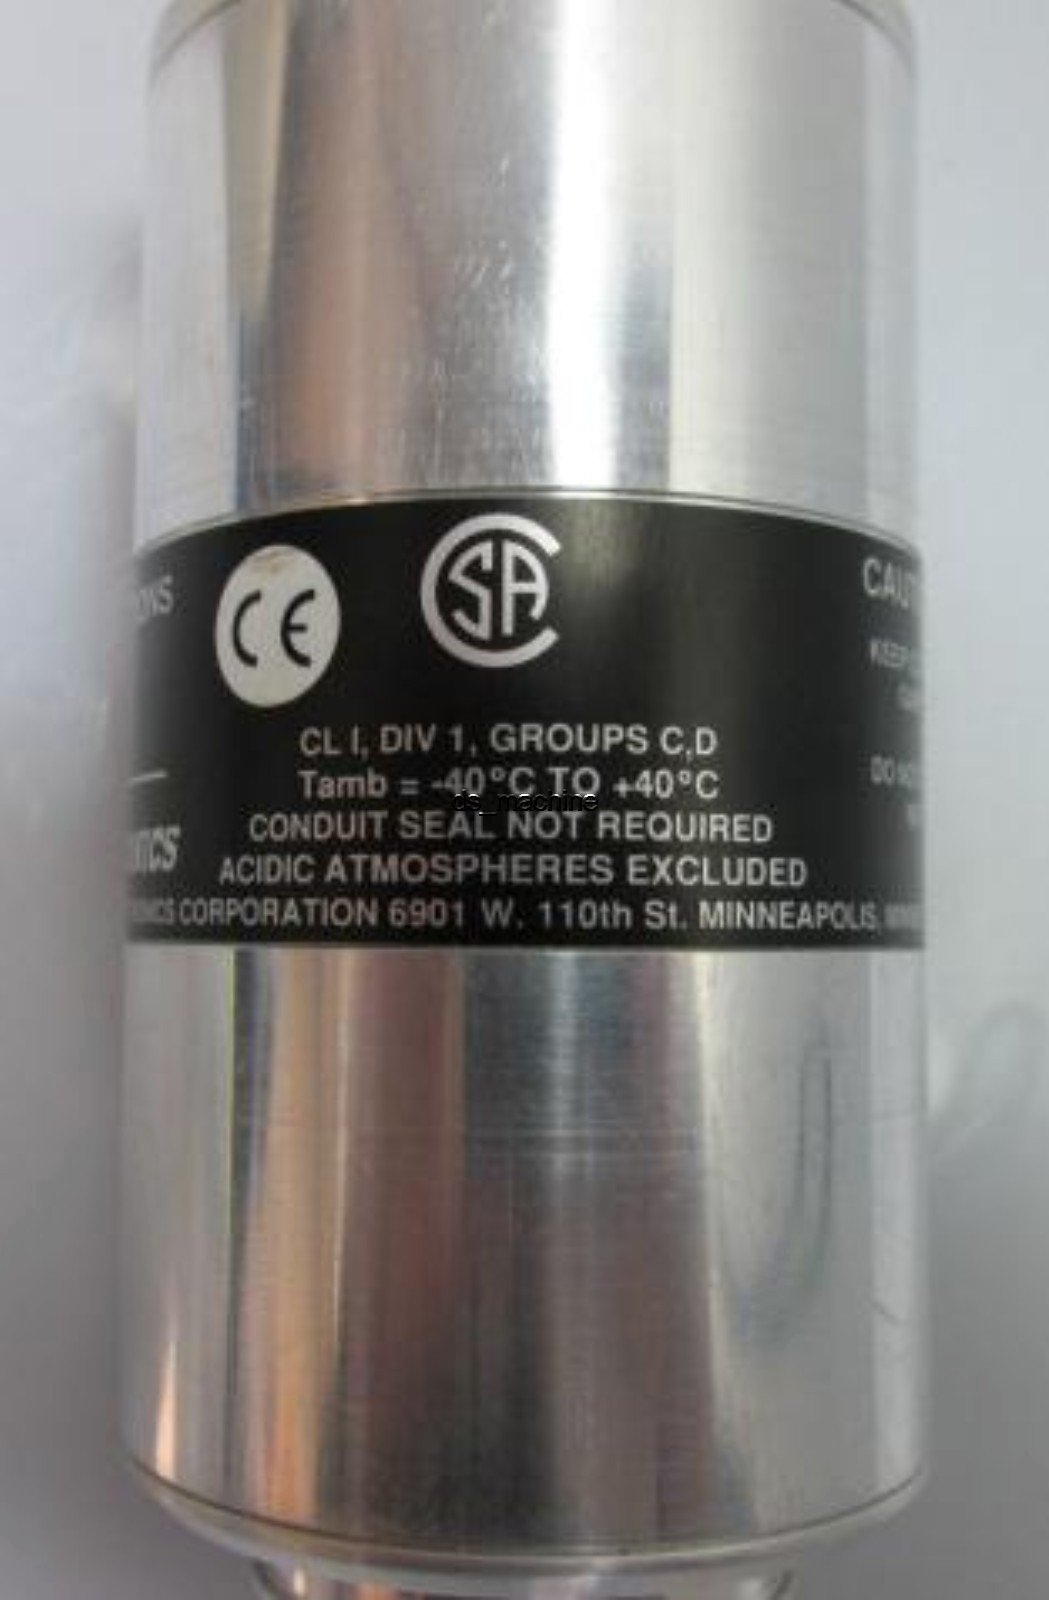 CE
CSA
CL I, DIV 1, GROUPS C,D
Tamb = -40°C TO +40°C
ds_machine
CONDUIT SEAL NOT REQUIRED
ACIDIC ATMOSPHERES EXCLUDED
CORPORATION 6901 W. 110th St. MINNEAPOLIS,